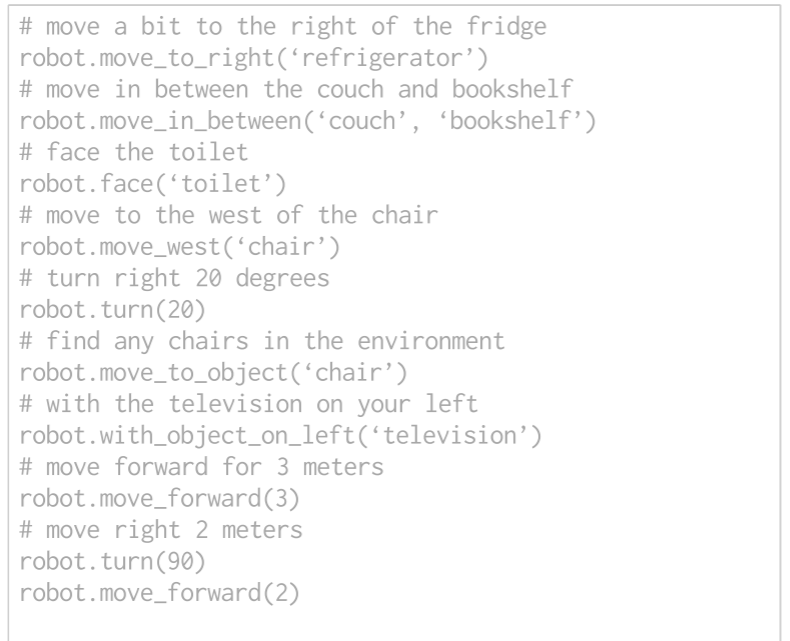 # move a bit to the right of the fridge
robot.move_to_right(‘refrigerator’)
# move in between the couch and bookshelf
robot.move_in_between(‘couch’, ‘bookshelf’)
# face the toilet
robot.face(‘toilet’)
# move to the west of the chair
robot.move_west(‘chair’)
# turn right 20 degrees
robot.turn(20)
# find any chairs in the environment
robot.move_to_object(‘chair’)
# with the television on your left
robot.with_object_on_left(‘television’)
# move forward for 3 meters
robot.move_forward(3)
# move right 2 meters
robot.turn(90)
robot.move_forward(2)